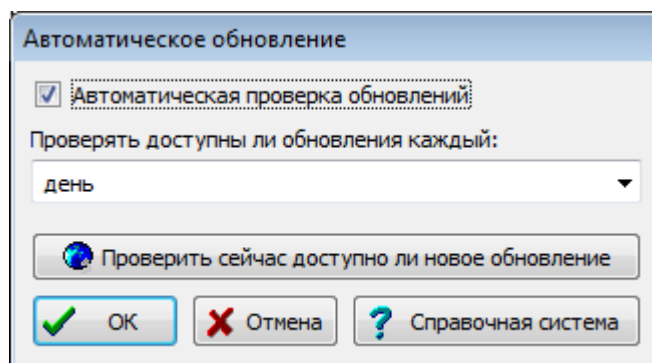 Автоматическое обновление
Автоматическая проверка обновлений
Проверять доступны ли обновления каждый:
день
Проверить сейчас доступно ли новое обновление
OK Отмена Справочная система